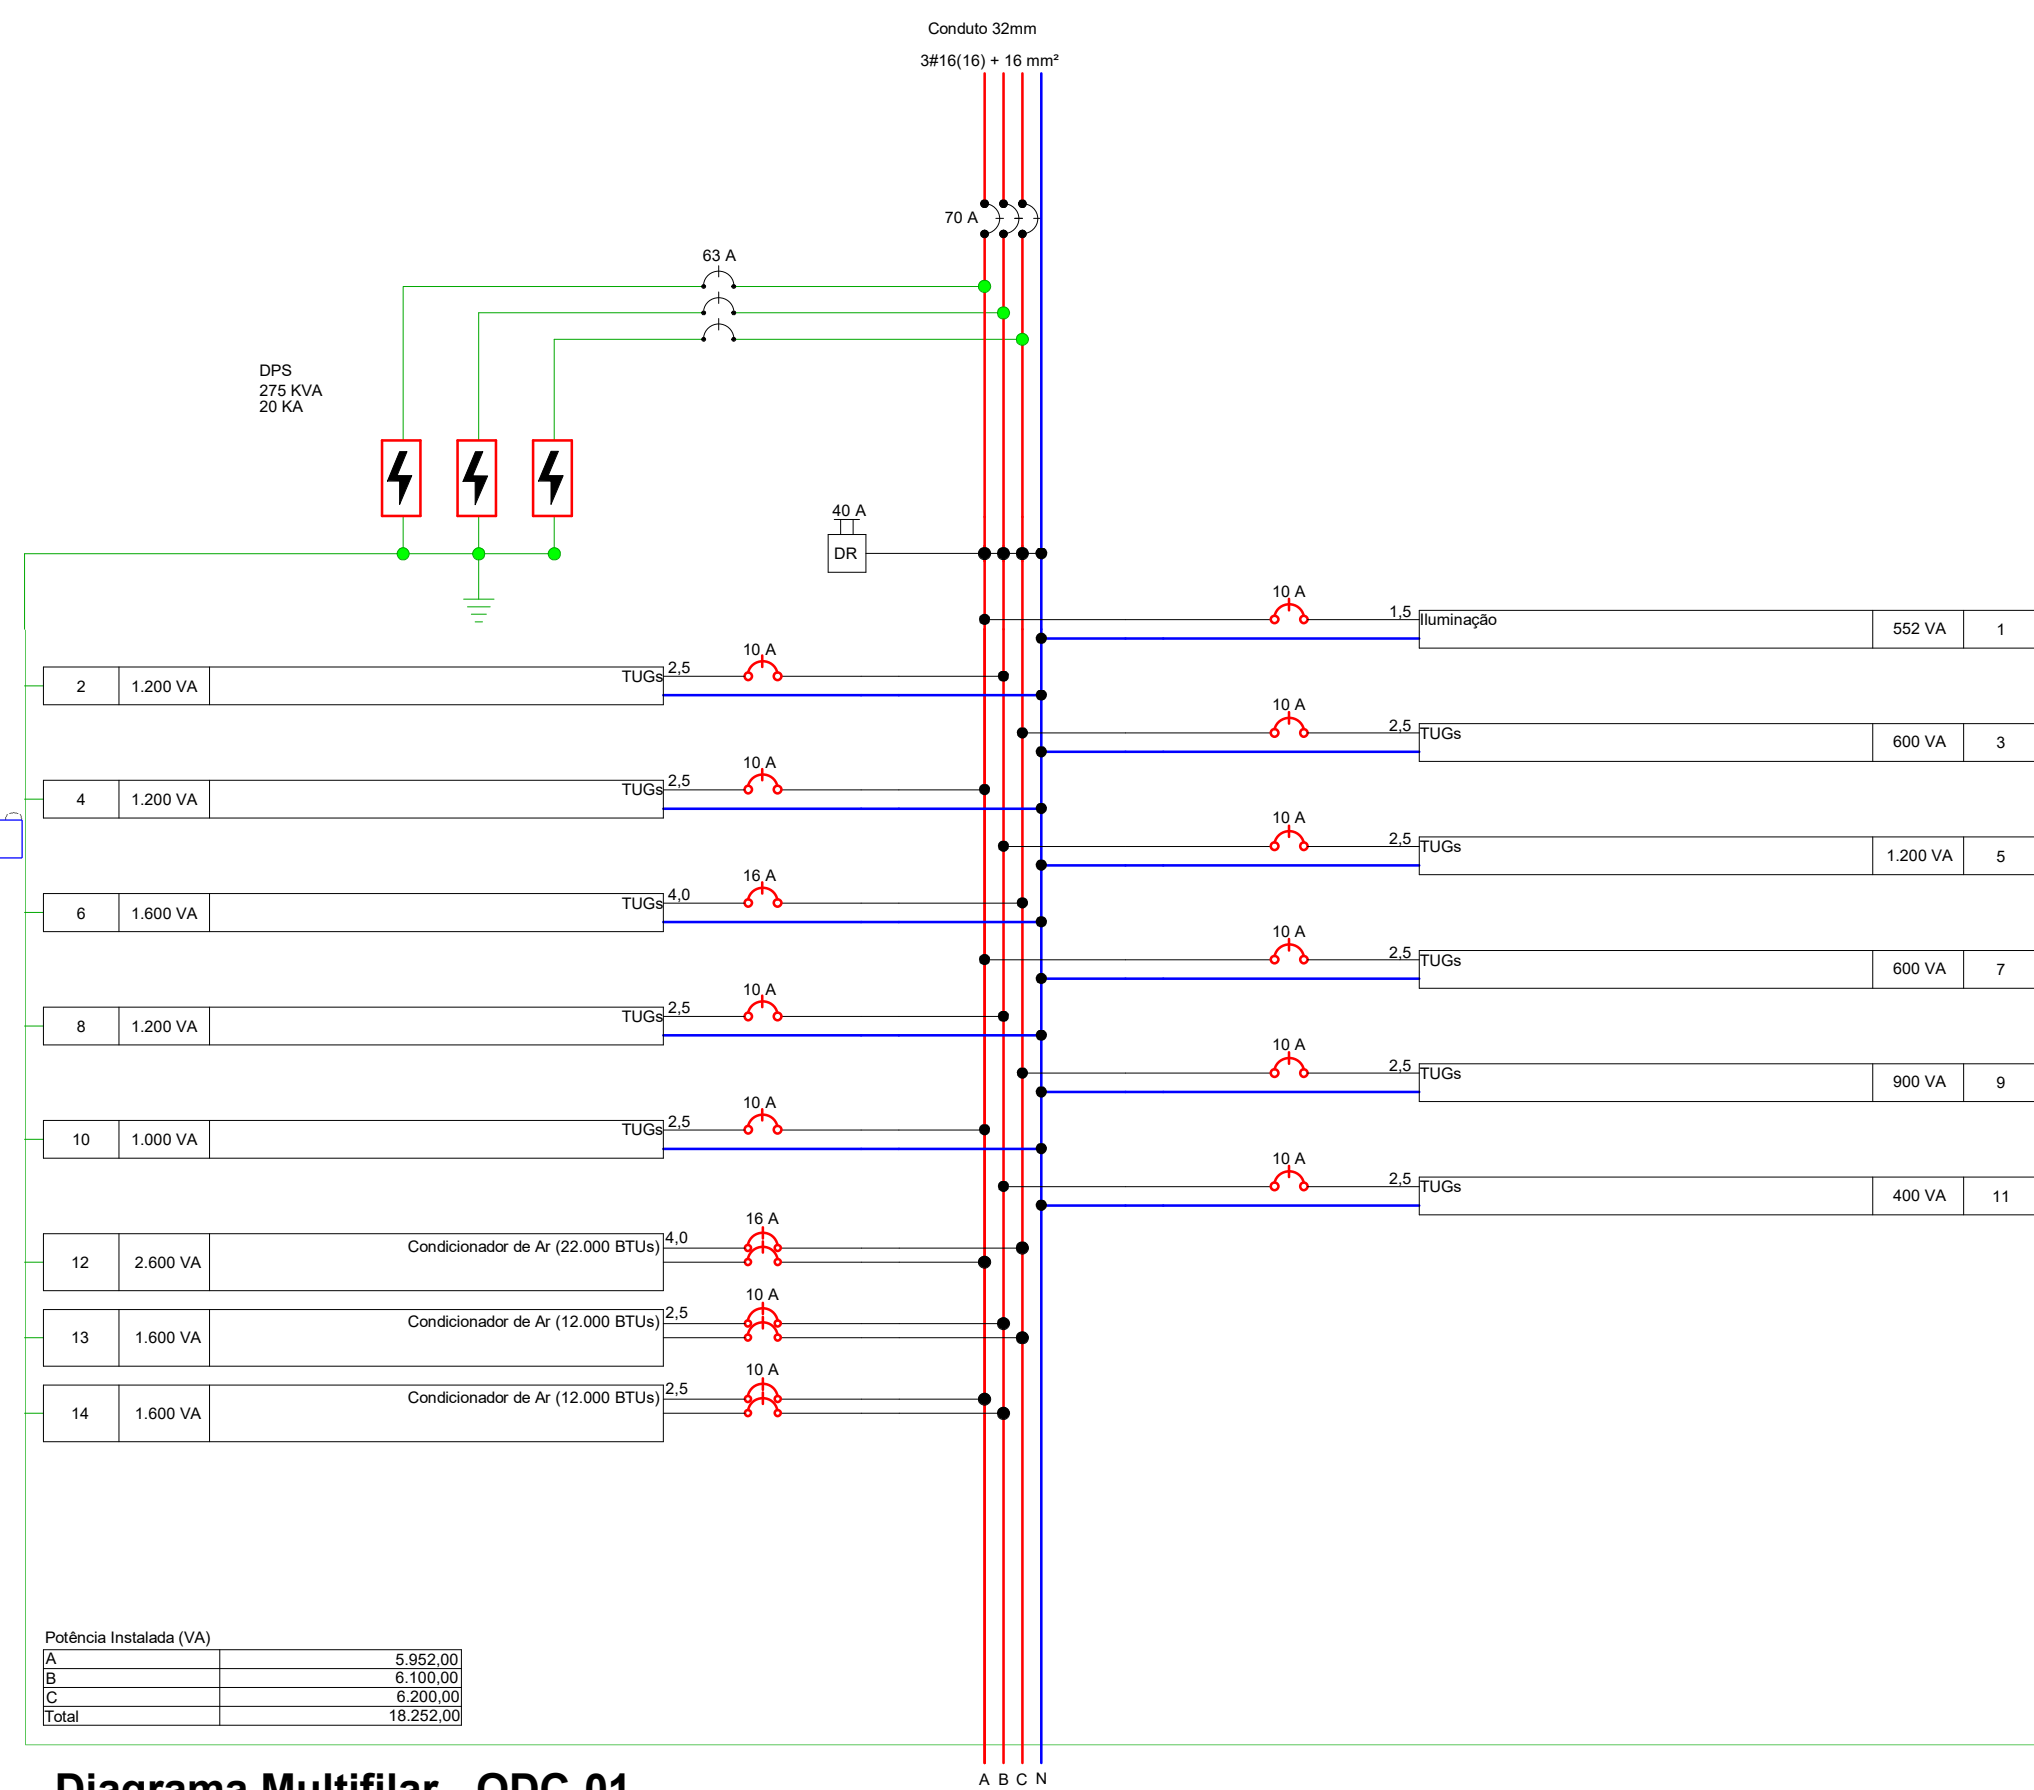 Conduto 32mm
3#16(16) + 16 mm²
70 A
63 A
DPS
275 KVA
20 KA
40 A
DR
10 A
1,5 Iluminação 552 VA 1
10 A
2 1.200 VA TUGs 2,5
10 A
2,5 TUGs 600 VA 3
10 A
4 1.200 VA TUGs 2,5
10 A
2,5 TUGs 1.200 VA 5
16 A
6 1.600 VA TUGs 4,0
10 A
2,5 TUGs 600 VA 7
10 A
8 1.200 VA TUGs 2,5
10 A
2,5 TUGs 900 VA 9
10 A
10 1.000 VA TUGs 2,5
10 A
2,5 TUGs 400 VA 11
16 A
12 2.600 VA Condicionador de Ar (22.000 BTUs) 4,0
10 A
13 1.600 VA Condicionador de Ar (12.000 BTUs) 2,5
10 A
14 1.600 VA Condicionador de Ar (12.000 BTUs) 2,5
Potência Instalada (VA)
A 5.952,00
B 6.100,00
C 6.200,00
Total 18.252,00
A B C N
Diagrama Multifilar - QDC-01